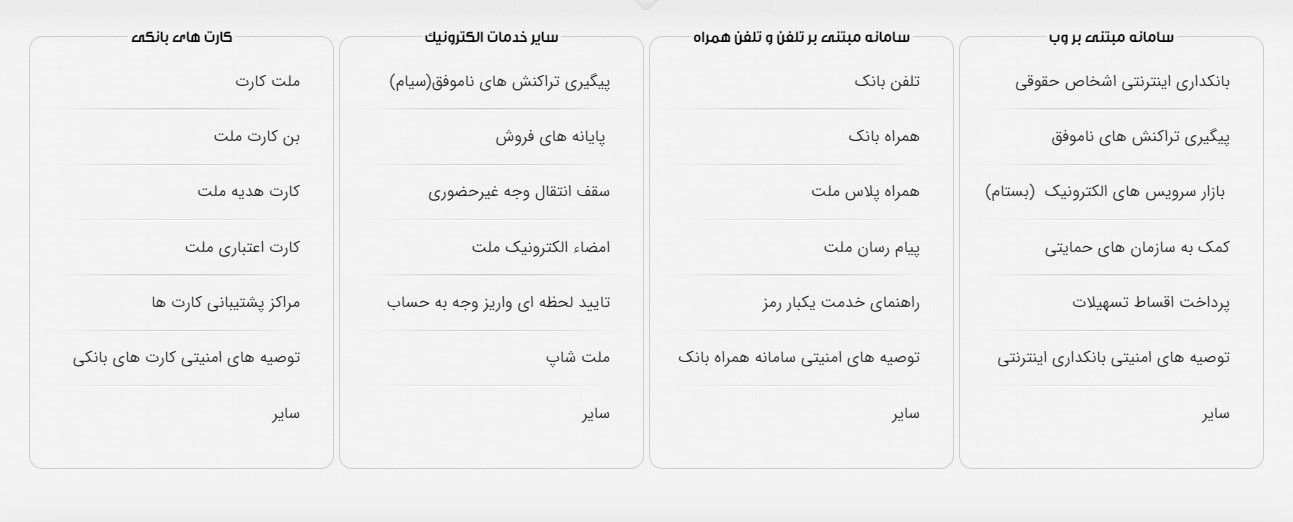 سامانه مبتنی بر وب
بانکداری اینترنتی اشخاص حقوقی
پیگیری تراکنش های ناموفق
بازار سرویس های الکترونیک (بستام)
کمک به سازمان های حمایتی
پرداخت اقساط تسهیلات
توصیه های امنیتی بانکداری اینترنتی
سایر
سامانه مبتنی بر تلفن و تلفن همراه
تلفن بانک
همراه بانک
همراه پلاس ملت
پیام رسان ملت
راهنمای خدمت یکبار رمز
توصیه های امنیتی سامانه همراه بانک
سایر
سایر خدمات الکترونیک
پیگیری تراکنش های ناموفق(سیام)
پایانه های فروش
سقف انتقال وجه غیرحضوری
امضاء الکترونیک ملت
تایید لحظه ای واریز وجه به حساب
ملت شاپ
سایر
کارت های بانکی
ملت کارت
بن کارت ملت
کارت هدیه ملت
کارت اعتباری ملت
مراکز پشتیبانی کارت ها
توصیه های امنیتی کارت های بانکی
سایر